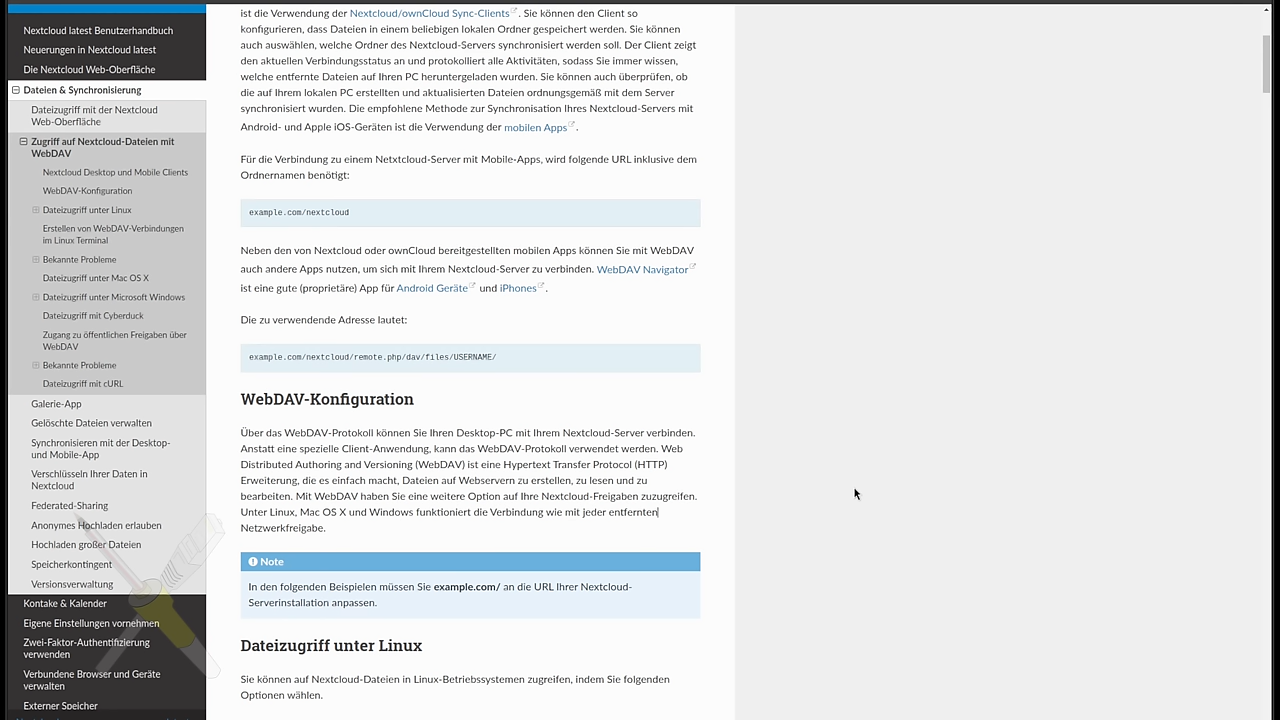 Nextcloud latest Benutzerhandbuch
Neuerungen in Nextcloud latest
Die Nextcloud Web-Oberfläche
Dateien & Synchronisierung
Dateizugriff mit der Nextcloud
Web-Oberfläche
Zugriff auf Nextcloud-Dateien mit
WebDAV
Nextcloud Desktop und Mobile Clients
WebDAV-Konfiguration
Dateizugriff unter Linux
Erstellen von WebDAV-Verbindungen
im Linux Terminal
Bekannte Probleme
Dateizugriff unter Mac OS X
Dateizugriff unter Microsoft Windows
Dateizugriff mit Cyberduck
Zugang zu öffentlichen Freigaben über
WebDAV
Bekannte Probleme
Dateizugriff mit cURL
Galerie-App
Gelöschte Dateien verwalten
Synchronisieren mit der Desktop-
und Mobile-App
Verschlüsseln Ihrer Daten in
Nextcloud
Federated-Sharing
Anonymes Hochladen erlauben
Hochladen großer Dateien
Speicherkontingent
Versionsverwaltung
Kontake & Kalender
Eigene Einstellungen vornehmen
Zwei-Faktor-Authentifizierung
verwenden
Verbundene Browser und Geräte
verwalten
Externer Speicher
ist die Verwendung der Nextcloud/ownCloud Sync-Clients. Sie können den Client so
konfigurieren, dass Dateien in einem beliebigen lokalen Ordner gespeichert werden. Sie können
auch auswählen, welche Ordner des Nextcloud-Servers synchronisiert werden soll. Der Client zeigt
den aktuellen Verbindungsstatus an und protokolliert alle Aktivitäten, sodass Sie immer wissen,
welche entfernte Dateien auf Ihren PC heruntergeladen wurden. Sie können auch überprüfen, ob
die auf Ihrem lokalen PC erstellten und aktualisierten Dateien ordnungsgemäß mit dem Server
synchronisiert wurden. Die empfohlene Methode zur Synchronisation Ihres Nextcloud-Servers mit
Android- und Apple iOS-Geräten ist die Verwendung der mobilen Apps.
Für die Verbindung zu einem Netxtcloud-Server mit Mobile-Apps, wird folgende URL inklusive dem
Ordnernamen benötigt:
example.com/nextcloud
Neben den von Nextcloud oder ownCloud bereitgestellten mobilen Apps können Sie mit WebDAV
auch andere Apps nutzen, um sich mit Ihrem Nextcloud-Server zu verbinden. WebDAV Navigator
ist eine gute (proprietäre) App für Android Geräte und iPhones.
Die zu verwendende Adresse lautet:
example.com/nextcloud/remote.php/dav/files/USERNAME/
WebDAV-Konfiguration
Über das WebDAV-Protokoll können Sie Ihren Desktop-PC mit Ihrem Nextcloud-Server verbinden.
Anstatt eine spezielle Client-Anwendung, kann das WebDAV-Protokoll verwendet werden. Web
Distributed Authoring and Versioning (WebDAV) ist eine Hypertext Transfer Protocol (HTTP)
Erweiterung, die es einfach macht, Dateien auf Webservern zu erstellen, zu lesen und zu
bearbeiten. Mit WebDAV haben Sie eine weitere Option auf Ihre Nextcloud-Freigaben zuzugreifen.
Unter Linux, Mac OS X und Windows funktioniert die Verbindung wie mit jeder entfernten
Netzwerkfreigabe.
Note
In den folgenden Beispielen müssen Sie example.com/ an die URL Ihrer Nextcloud-
Serverinstallation anpassen.
Dateizugriff unter Linux
Sie können auf Nextcloud-Dateien in Linux-Betriebssystemen zugreifen, indem Sie folgenden
Optionen wählen.